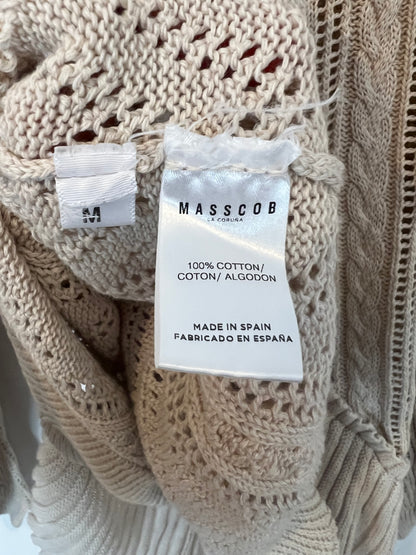 M
MASSCOB
LA CORUÑA
100% COTTON/
COTON/ ALGODON
MADE IN SPAIN
FABRICADO EN ESPAÑA